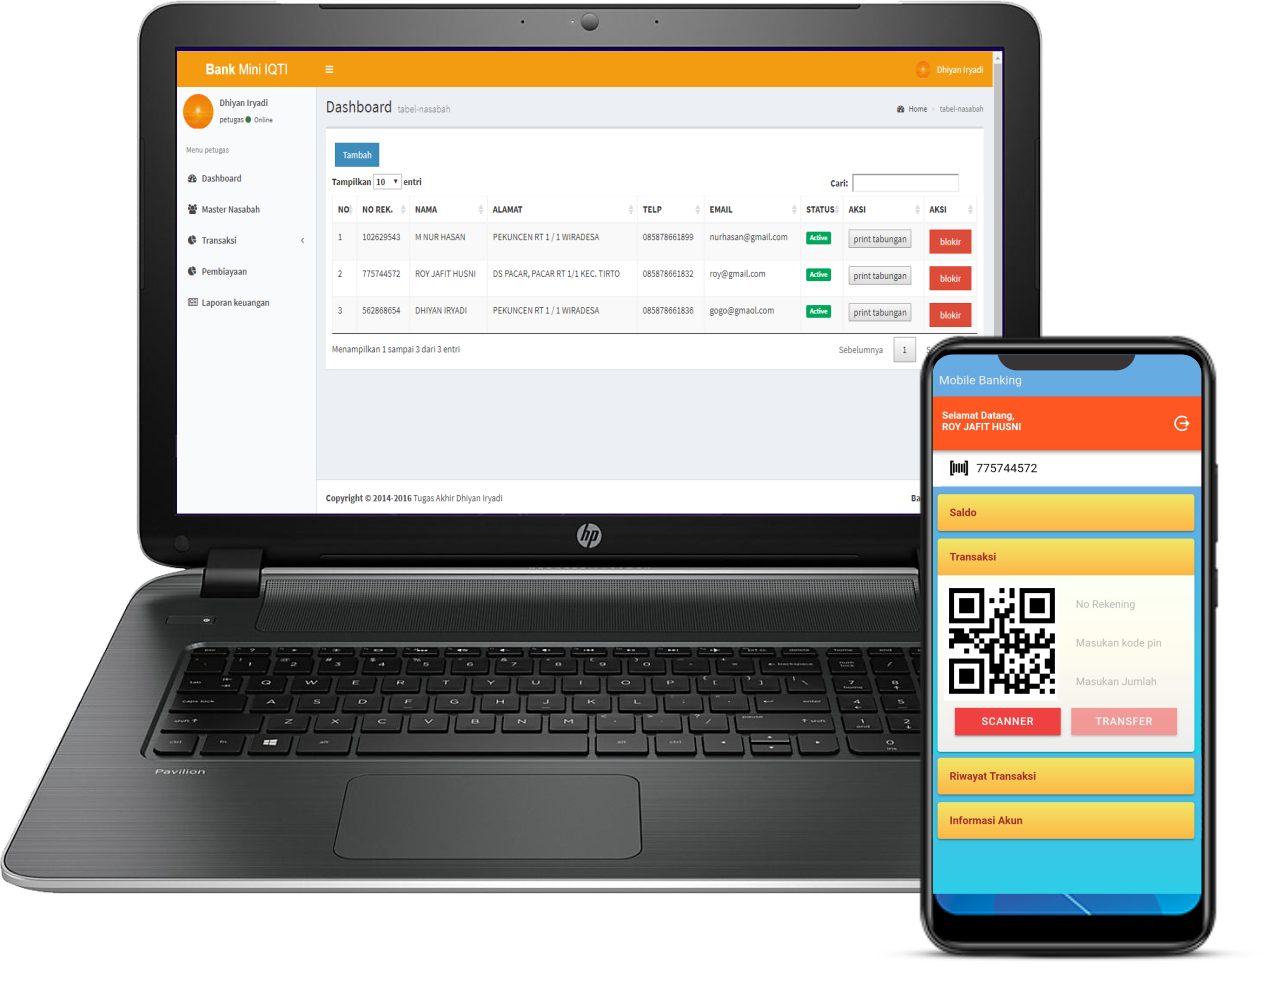 Bank Mini IQTI
Dhiyan Iryadi
Dhiyan Iryadi
petugas Online
Menu petugas
Dashboard
Master Nasabah
Transaksi
Pembiayaan
Laporan keuangan
Dashboard tabel-nasabah
Home > tabel-nasabah
Tambah
Tampilkan 10 entri
Cari:
NO NO REK. NAMA ALAMAT TELP EMAIL STATUS AKSI AKSI
1 102629543 M NUR HASAN PEKUNCEN RT 1 / 1 WIRADESA 085878661899 nurhasan@gmail.com Active print tabungan blokir
2 775744572 ROY JAFIT HUSNI DS PACAR, PACAR RT 1/1 KEC. TIRTO 085878661832 roy@gmail.com Active print tabungan blokir
3 562868654 DHIYAN IRYADI PEKUNCEN RT 1 / 1 WIRADESA 085878661836 gogo@gmaol.com Active print tabungan blokir
Menampilkan 1 sampai 3 dari 3 entri
Sebelumnya 1 S
Copyright © 2014-2016 Tugas Akhir Dhiyan Iryadi
Ba
hp
Pavilion
Mobile Banking
Selamat Datang,
ROY JAFIT HUSNI
775744572
Saldo
Transaksi
No Rekening
Masukan kode pin
Masukan Jumlah
SCANNER TRANSFER
Riwayat Transaksi
Informasi Akun